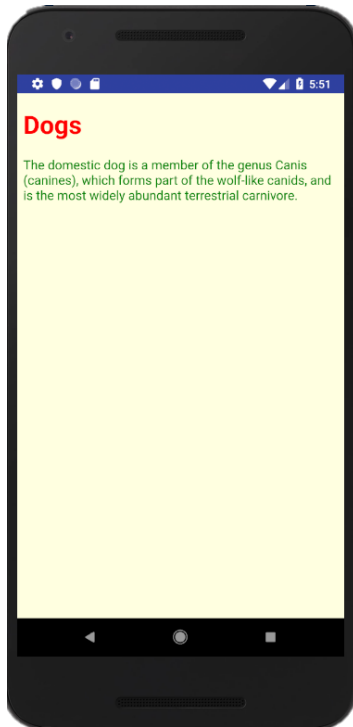 5:51
Dogs
The domestic dog is a member of the genus Canis
(canines), which forms part of the wolf-like canids, and
is the most widely abundant terrestrial carnivore.